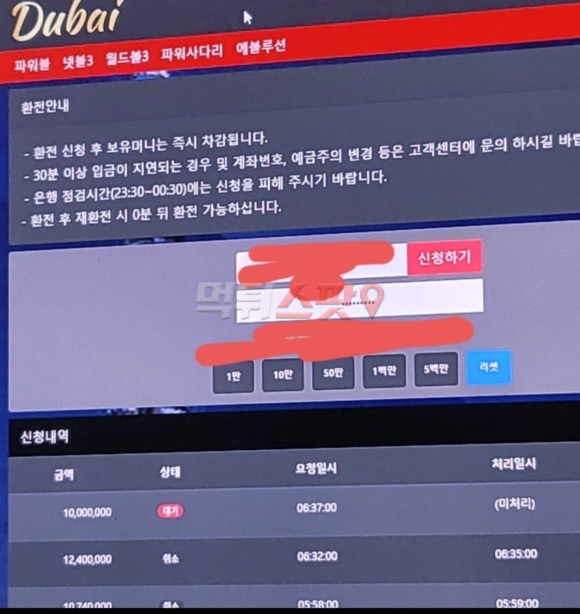 Dubai
파워볼 넷볼3 월드볼3 파워사다리 에볼루션
환전안내
- 환전 신청 후 보유머니는 즉시 차감됩니다.
- 30분 이상 입금이 지연되는 경우 및 계좌번호, 예금주의 변경 등은 고객센터에 문의 하시길 바랍
- 은행 점검시간(23:30~00:30)에는 신청을 피해 주시기 바랍니다.
- 환전 후 재환전 시 0분 뒤 환전 가능하십니다.
신청하기
먹튀스팟
1만 10만 50만 1백만 5백만 리셋
신청내역
금액 상태 요청일시 처리일시
10,000,000 대기 06:37:00 (미처리)
12,400,000 취소 06:32:00 06:35:00
10,740,000 취소 05:58:00 05:59:00